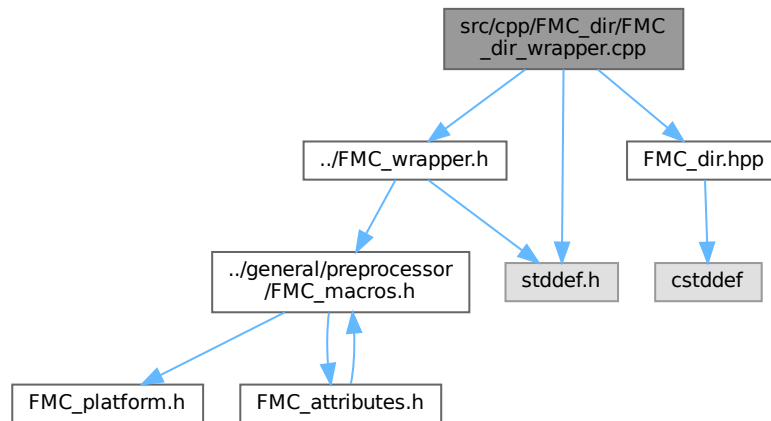 src/cpp/FMC_dir/FMC
_dir_wrapper.cpp
../FMC_wrapper.h
FMC_dir.hpp
../general/preprocessor
/FMC_macros.h
stddef.h
cstddef
FMC_platform.h
FMC_attributes.h